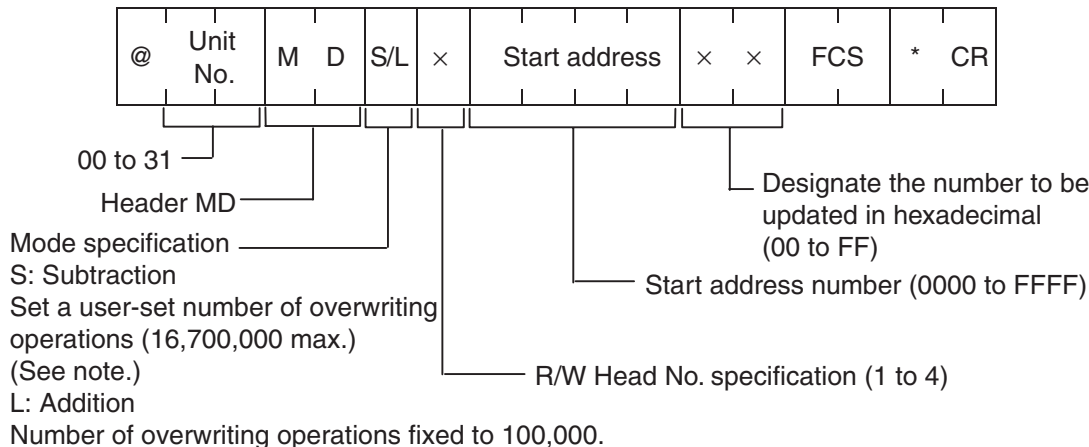 @ Unit No. M D S/L × Start address × × FCS * CR
00 to 31
Header MD
Designate the number to be
updated in hexadecimal
(00 to FF)
Mode specification
S: Subtraction
Start address number (0000 to FFFF)
Set a user-set number of overwriting
operations (16,700,000 max.)
(See note.)
R/W Head No. specification (1 to 4)
L: Addition
Number of overwriting operations fixed to 100,000.